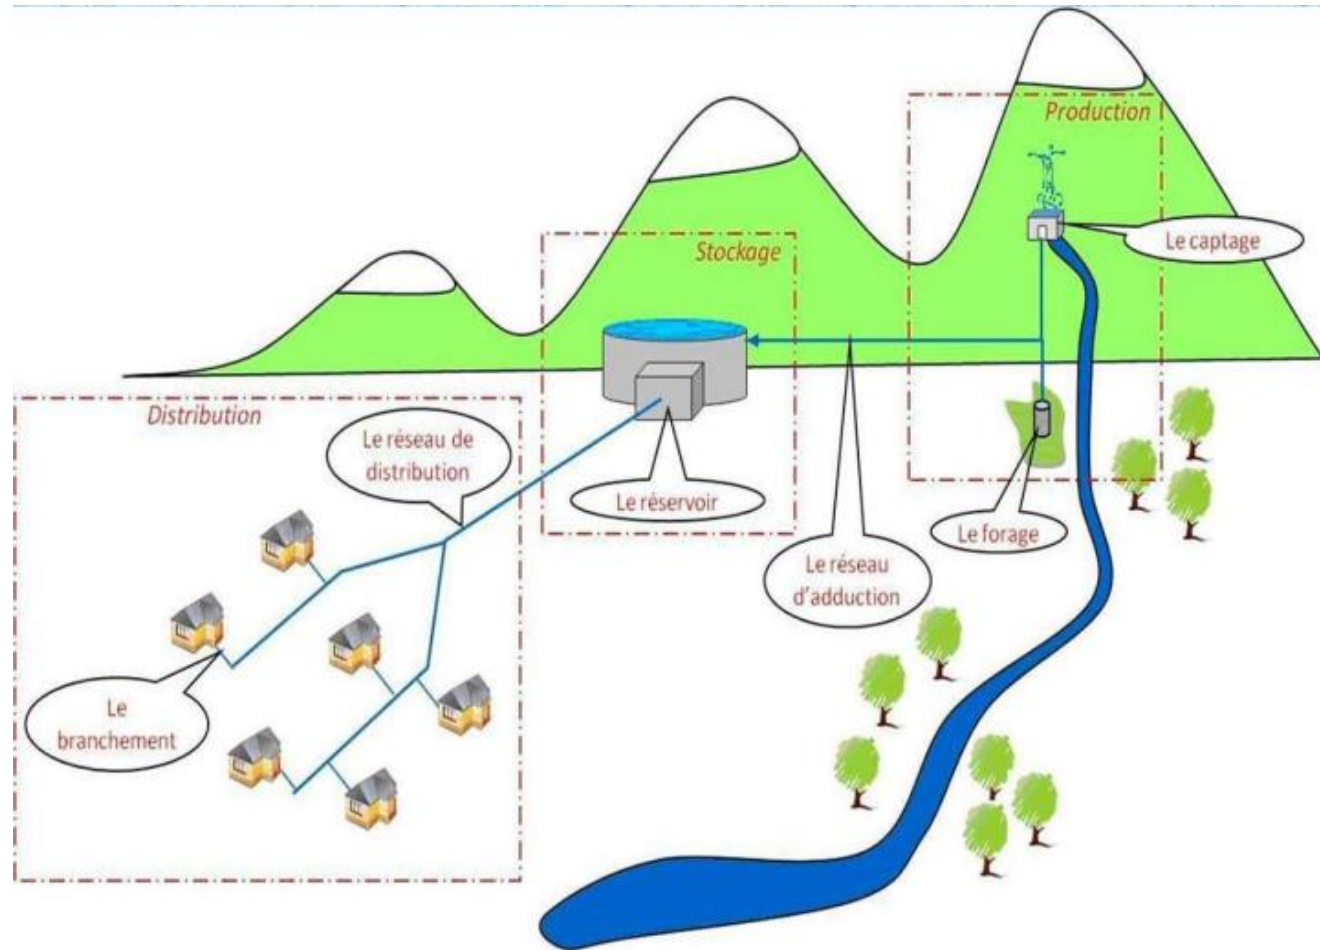 Production
Le captage
Stockage
Distribution
Le réseau de
distribution
Le réservoir
Le forage
Le réseau
d'adduction
Le
branchement